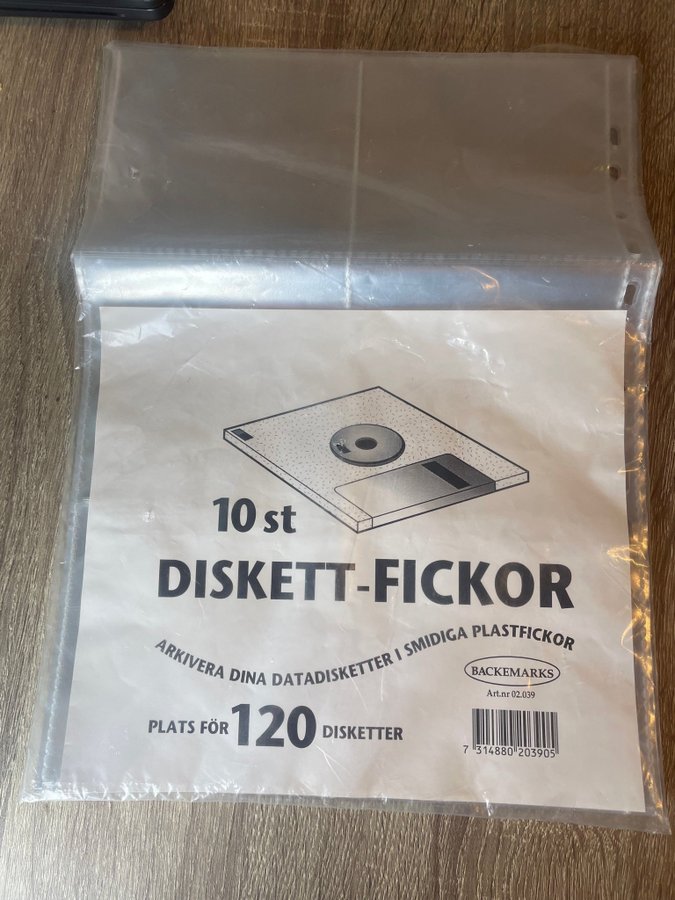 10 st
DISKETT-FICKOR
ARKIVERA DINA DATADISKETTER I SMIDIGA PLASTFICKOR
BACKEMARKS
Art.nr 02.039
PLATS FÖR 120 DISKETTER
7 314880 203905